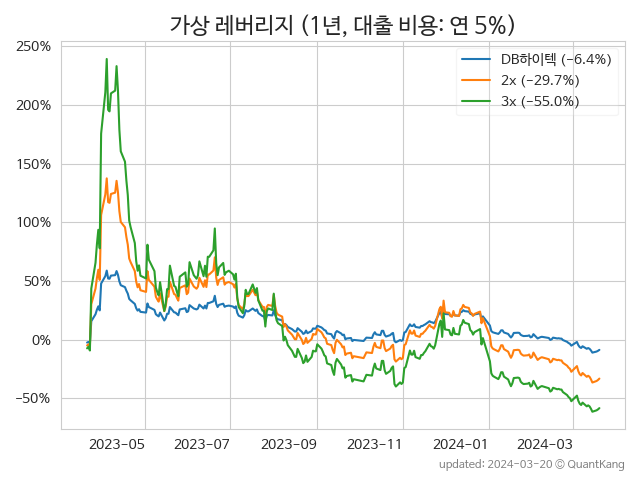 가상 레버리지 (1년, 대출 비용: 연 5%)
250%
200%
150%
100%
50%
0%
−50%
DB하이텍 (−6.4%)
2x (−29.7%)
3x (−55.0%)
2023-05
2023-07
2023-09
2023-11
2024-01
2024-03
updated: 2024-03-20 © QuantKang